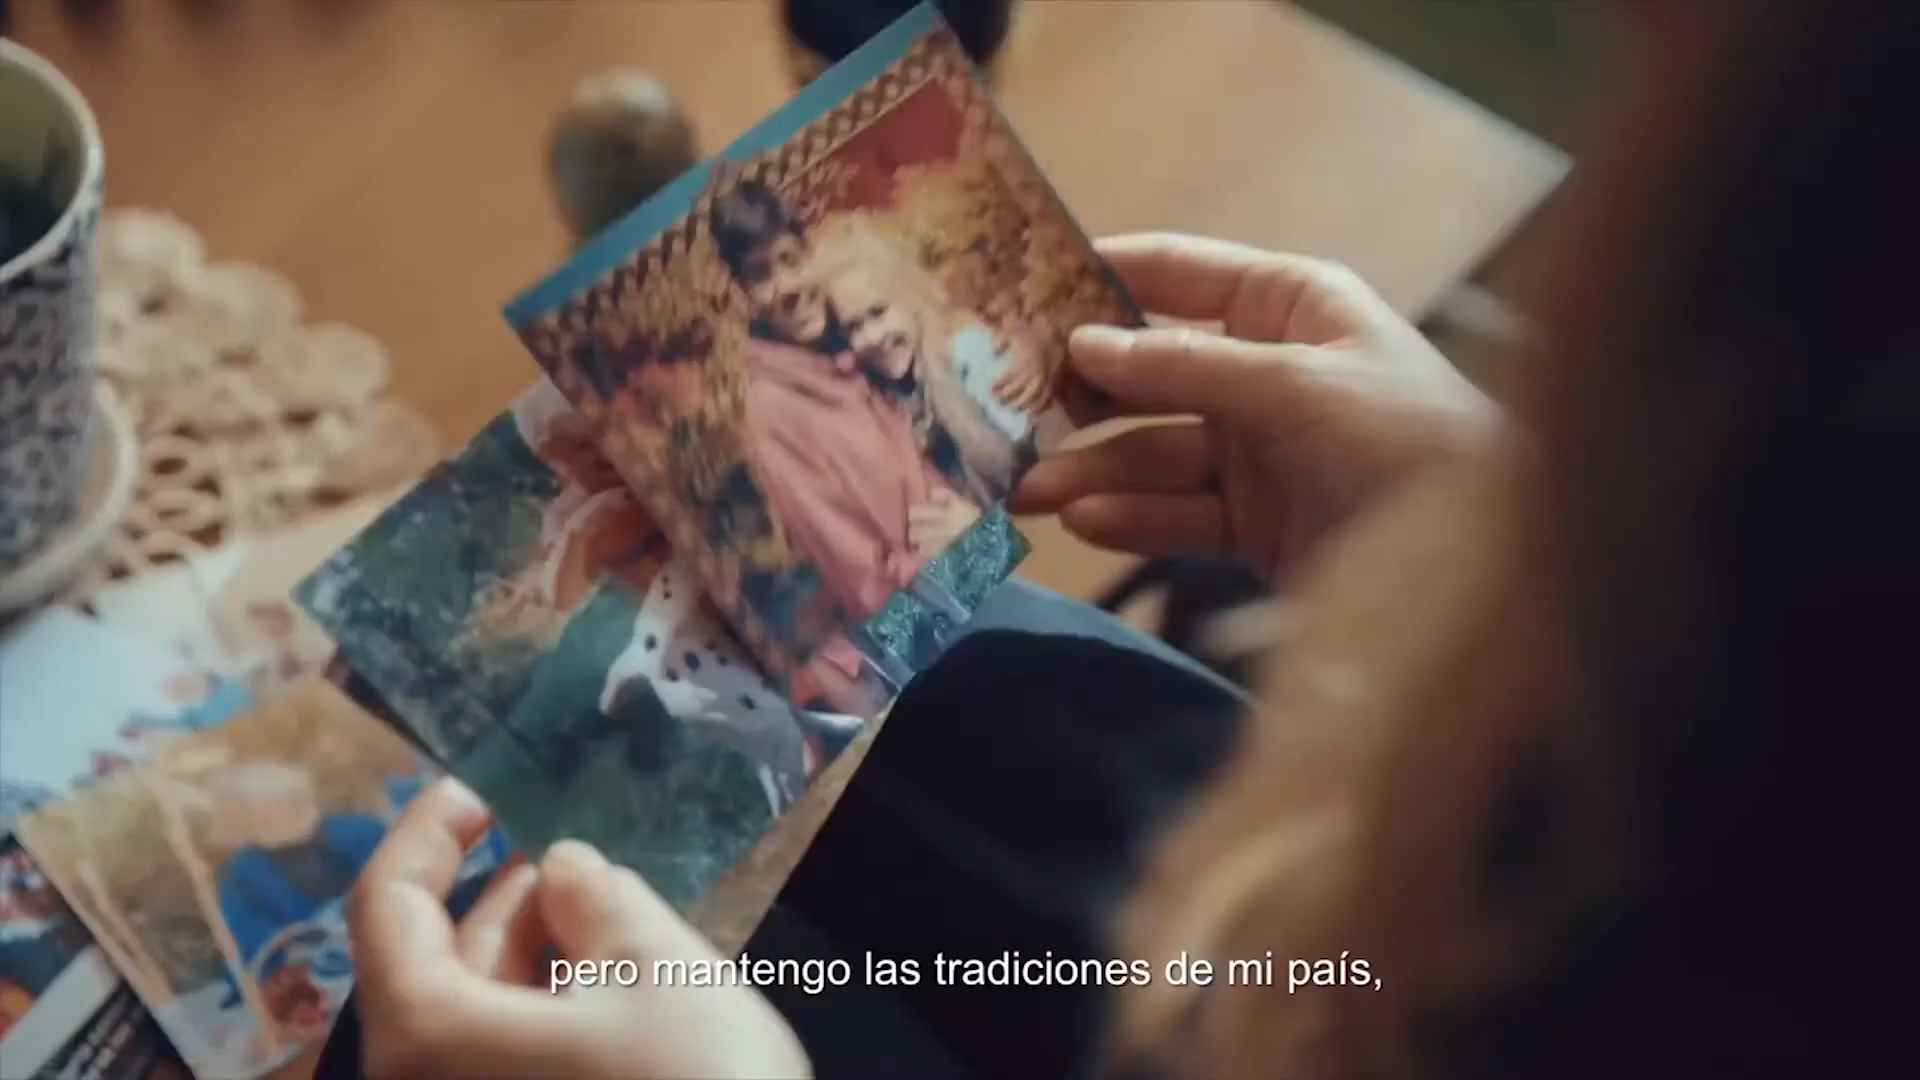 pero mantengo las tradiciones de mi país,